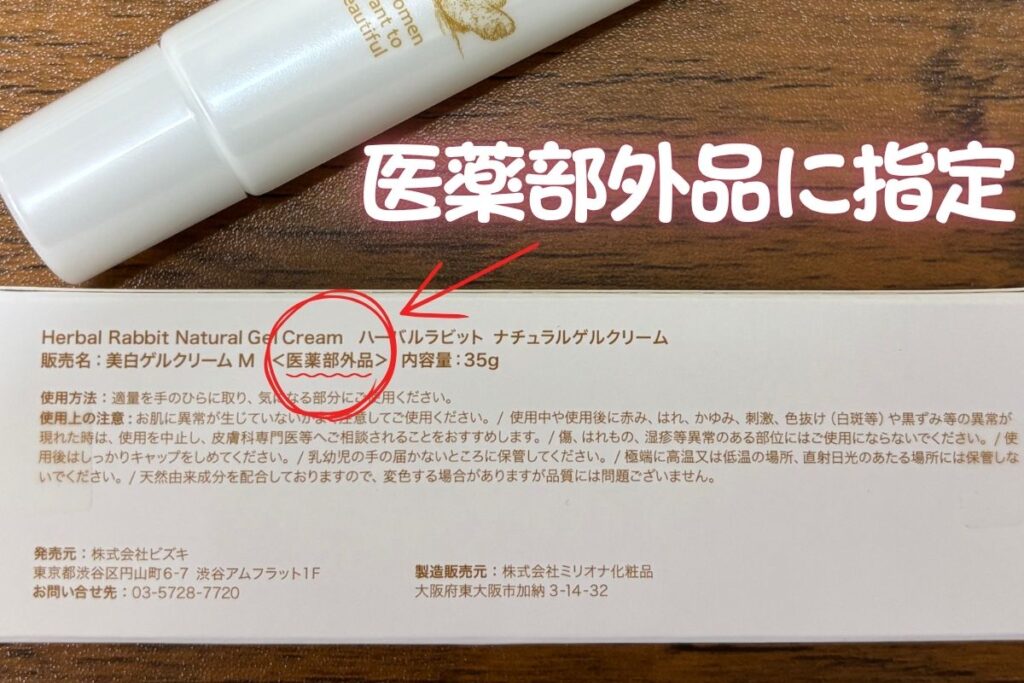 omen
ant to
eautiful
医薬部外品に指定
Herbal Rabbit Natural Gel Cream ハーバルラビット ナチュラルゲルクリーム
販売名：美白ゲルクリーム M ＜医薬部外品＞ 内容量：35g
使用方法：適量を手のひらに取り、気になる部分にご使用ください。
使用上の注意：お肌に異常が生じていないかよく注意してご使用ください。/ 使用中や使用後に赤み、はれ、かゆみ、刺激、色抜け（白斑等）や黒ずみ等の異常が
現れた時は、使用を中止し、皮膚科専門医等へご相談されることをおすすめします。/ 傷、はれもの、湿疹等異常のある部位にはご使用にならないでください。/ 使
用後はしっかりキャップをしめてください。/ 乳幼児の手の届かないところに保管してください。/ 極端に高温又は低温の場所、直射日光のあたる場所には保管しな
いでください。/ 天然由来成分を配合しておりますので、変色する場合がありますが品質には問題ございません。
発売元：株式会社ビズキ
東京都渋谷区円山町6-7 渋谷アムフラット1F
お問い合せ先：03-5728-7720
製造販売元：株式会社ミリオナ化粧品
大阪府東大阪市加納 3-14-32